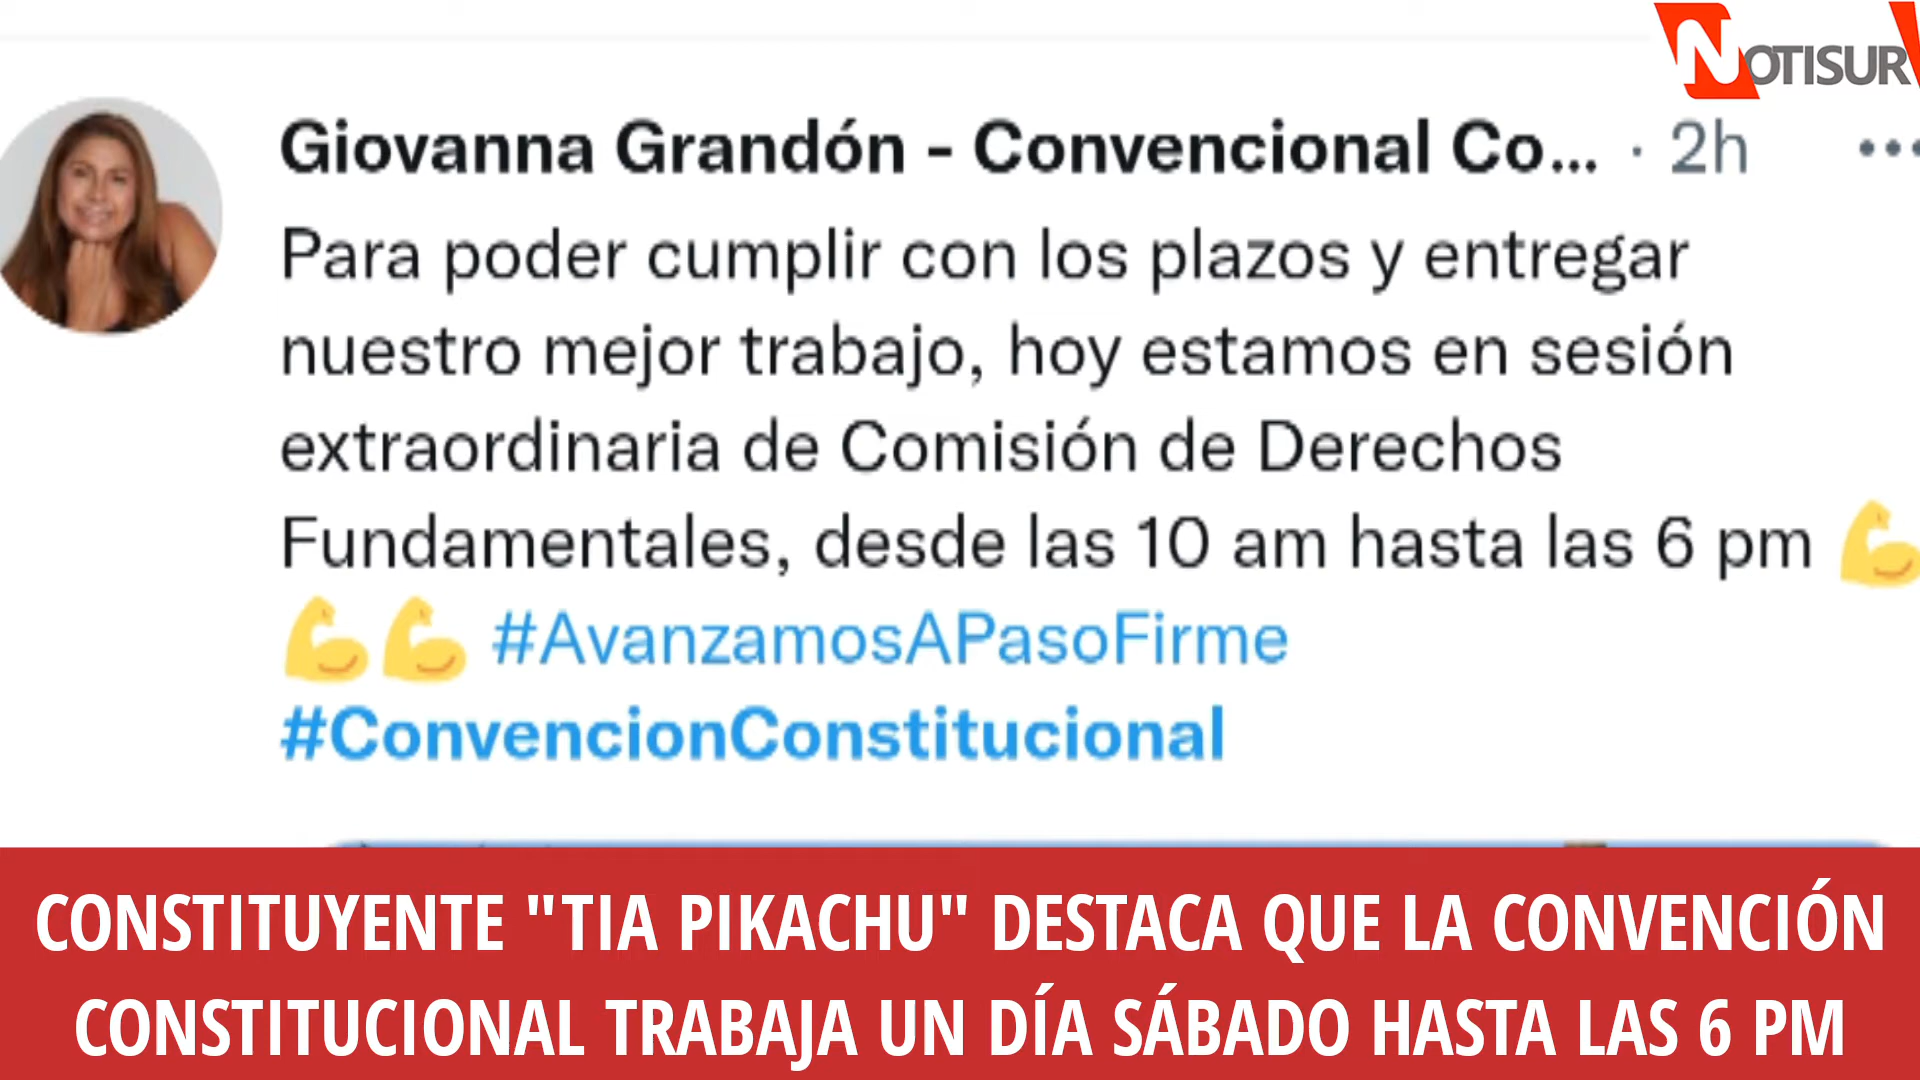 NOTISUR
Giovanna Grandón - Convencional Co... · 2h
Para poder cumplir con los plazos y entregar
nuestro mejor trabajo, hoy estamos en sesión
extraordinaria de Comisión de Derechos
Fundamentales, desde las 10 am hasta las 6 pm 💪
💪💪 #AvanzamosAPasoFirme
#ConvencionConstitucional
CONSTITUYENTE "TIA PIKACHU" DESTACA QUE LA CONVENCIÓN
CONSTITUCIONAL TRABAJA UN DÍA SÁBADO HASTA LAS 6 PM